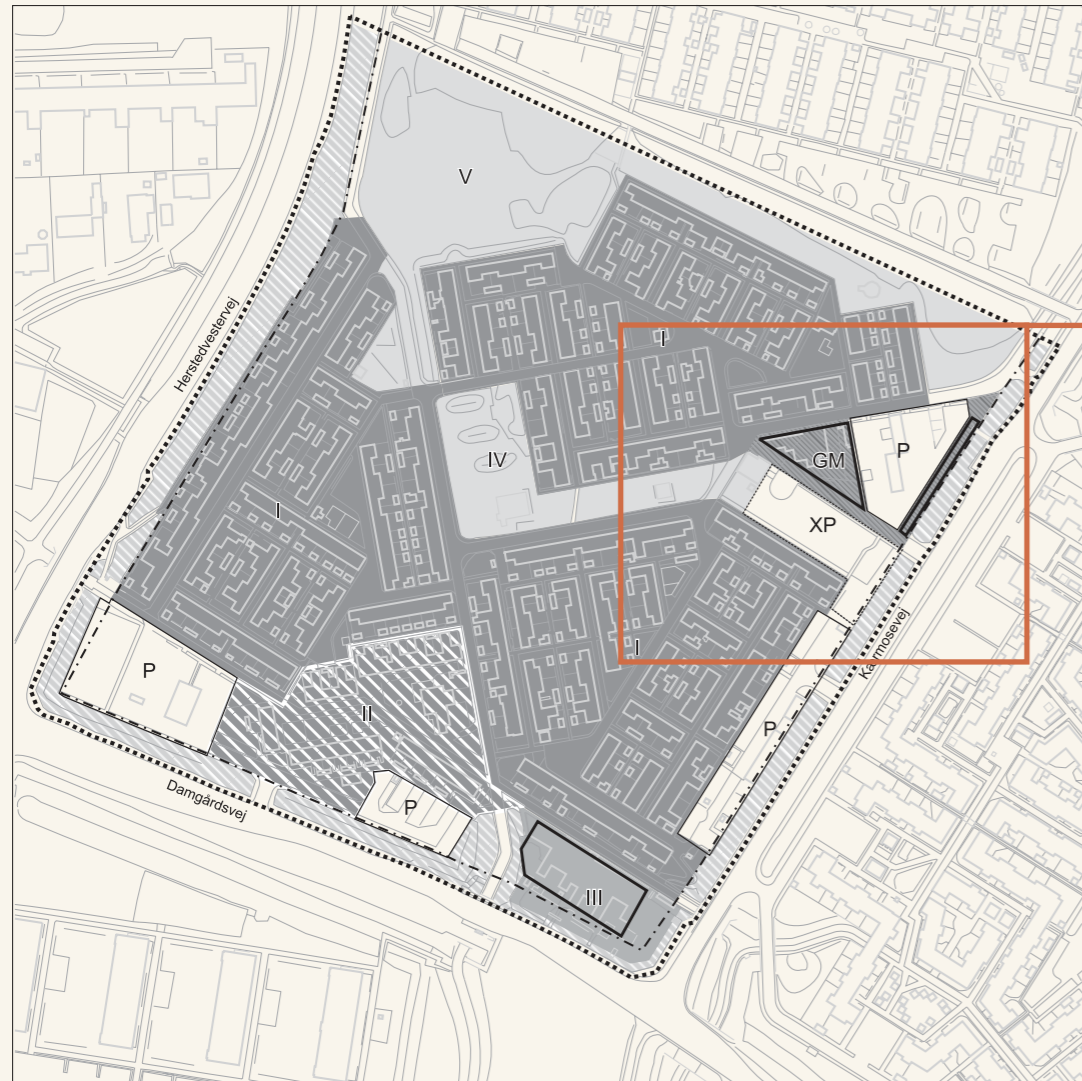 V
Herstedvestervej
I
IV
GM
P
XP
I
I
Kærmosevej
P
II
P
P
Damgårdsvej
III